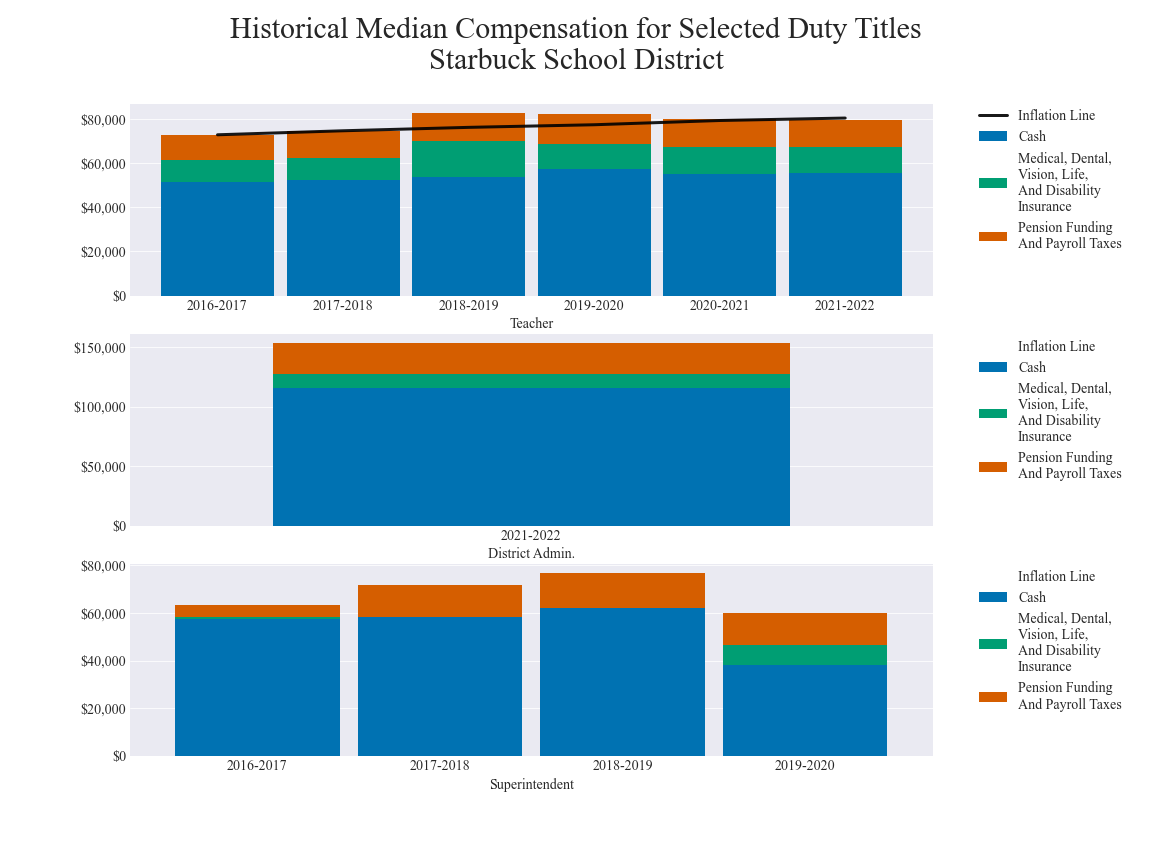 Historical Median Compensation for Selected Duty Titles
Starbuck School District
$80,000
$60,000
$40,000
$20,000
$0
2016-2017
2017-2018
2018-2019
2019-2020
2020-2021
2021-2022
Teacher
Inflation Line
Cash
Medical, Dental,
Vision, Life,
And Disability
Insurance
Pension Funding
And Payroll Taxes
$150,000
$100,000
$50,000
$0
2021-2022
District Admin.
Inflation Line
Cash
Medical, Dental,
Vision, Life,
And Disability
Insurance
Pension Funding
And Payroll Taxes
$80,000
$60,000
$40,000
$20,000
$0
2016-2017
2017-2018
2018-2019
2019-2020
Superintendent
Inflation Line
Cash
Medical, Dental,
Vision, Life,
And Disability
Insurance
Pension Funding
And Payroll Taxes